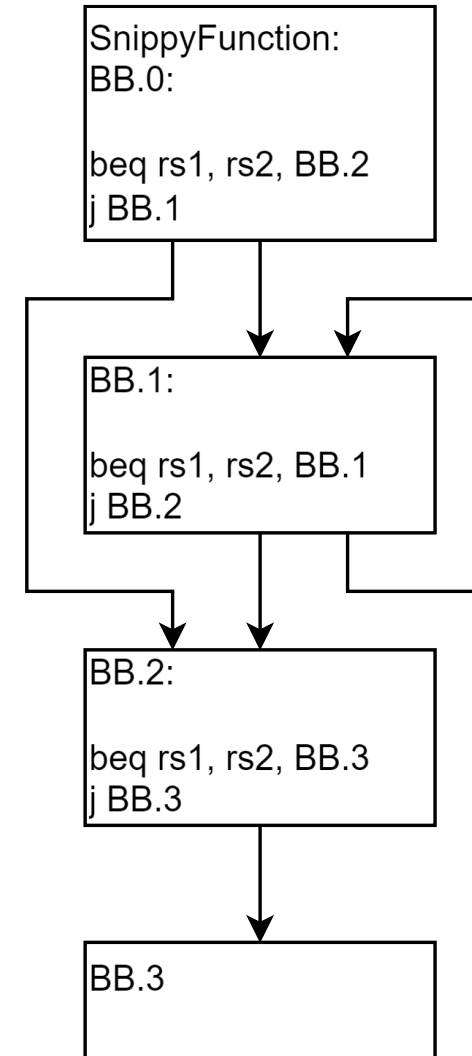 SnippyFunction:
BB.0:
beq rs1, rs2, BB.2
j BB.1
BB.1:
beq rs1, rs2, BB.1
j BB.2
BB.2:
beq rs1, rs2, BB.3
j BB.3
BB.3